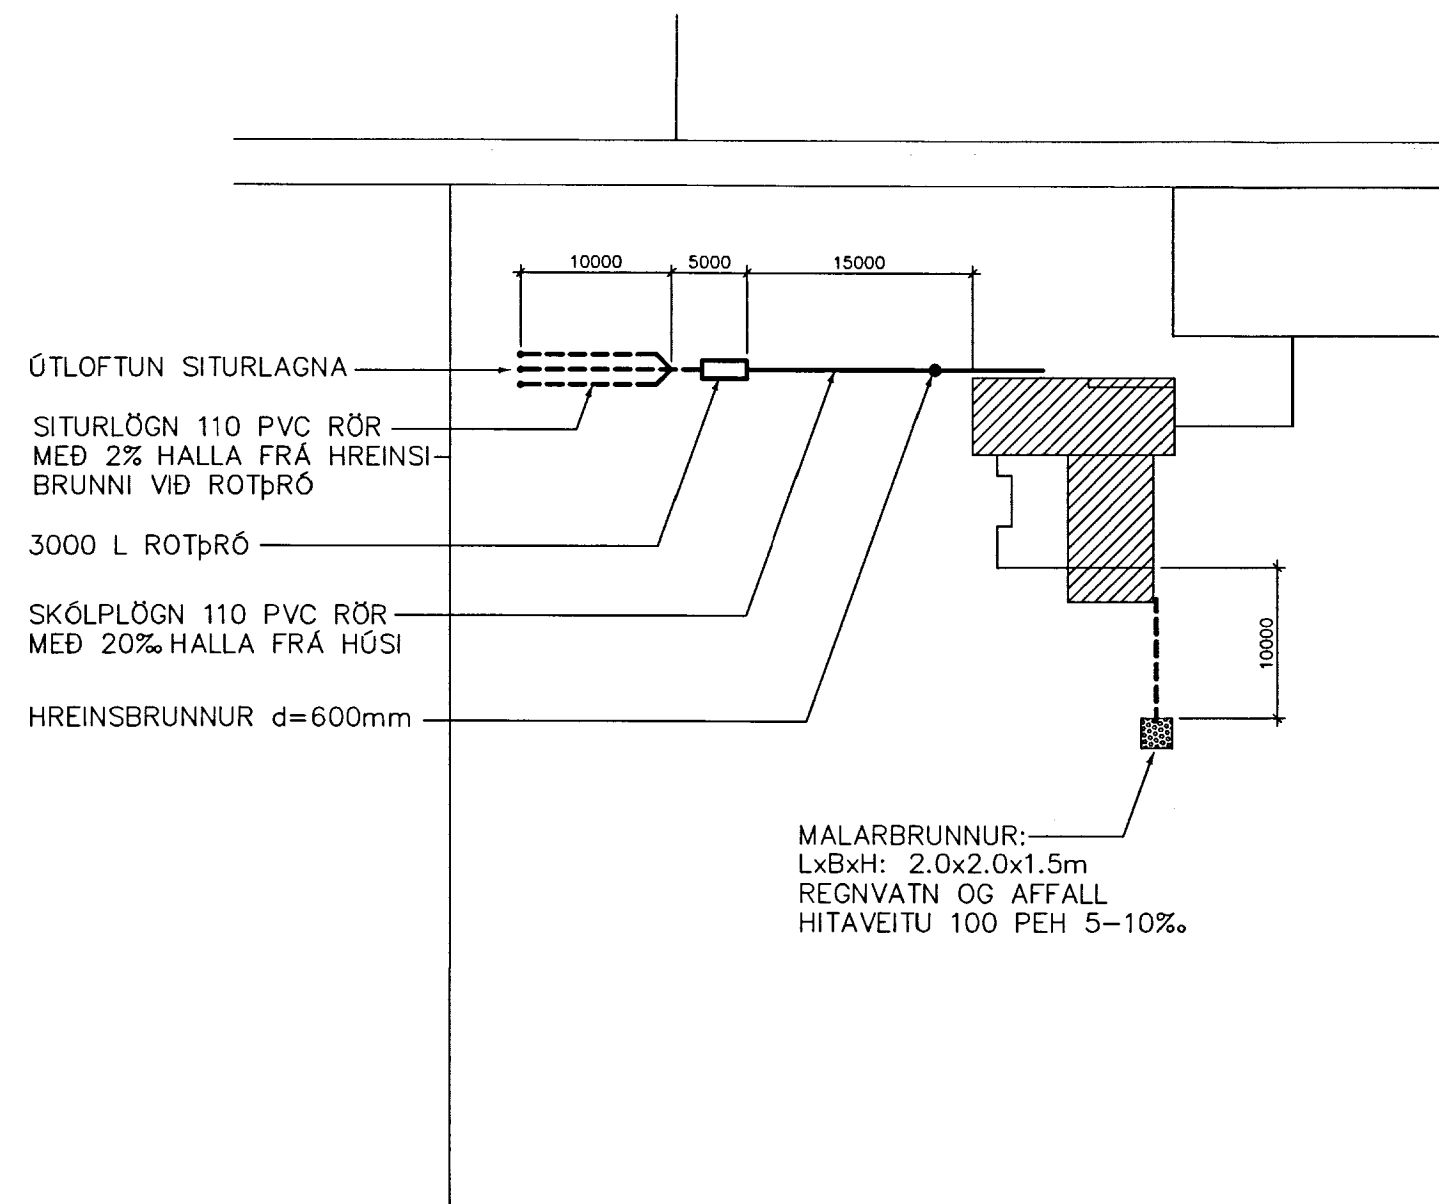 10000 5000 15000
ÚTLOFTUN SITURLAGNA
SITURLÖGN 110 PVC RÖR
MEÐ 2% HALLA FRÁ HREINSI
BRUNNI VIÐ ROTÞRÓ
3000 L ROTÞRÓ
SKÓLPLÖGN 110 PVC RÖR
MEÐ 20‰ HALLA FRÁ HÚSI
HREINSBRUNNUR d=600mm
10000
MALARBRUNNUR:
LxBxH: 2.0x2.0x1.5m
REGNVATN OG AFFALL
HITAVEITU 100 PEH 5-10‰